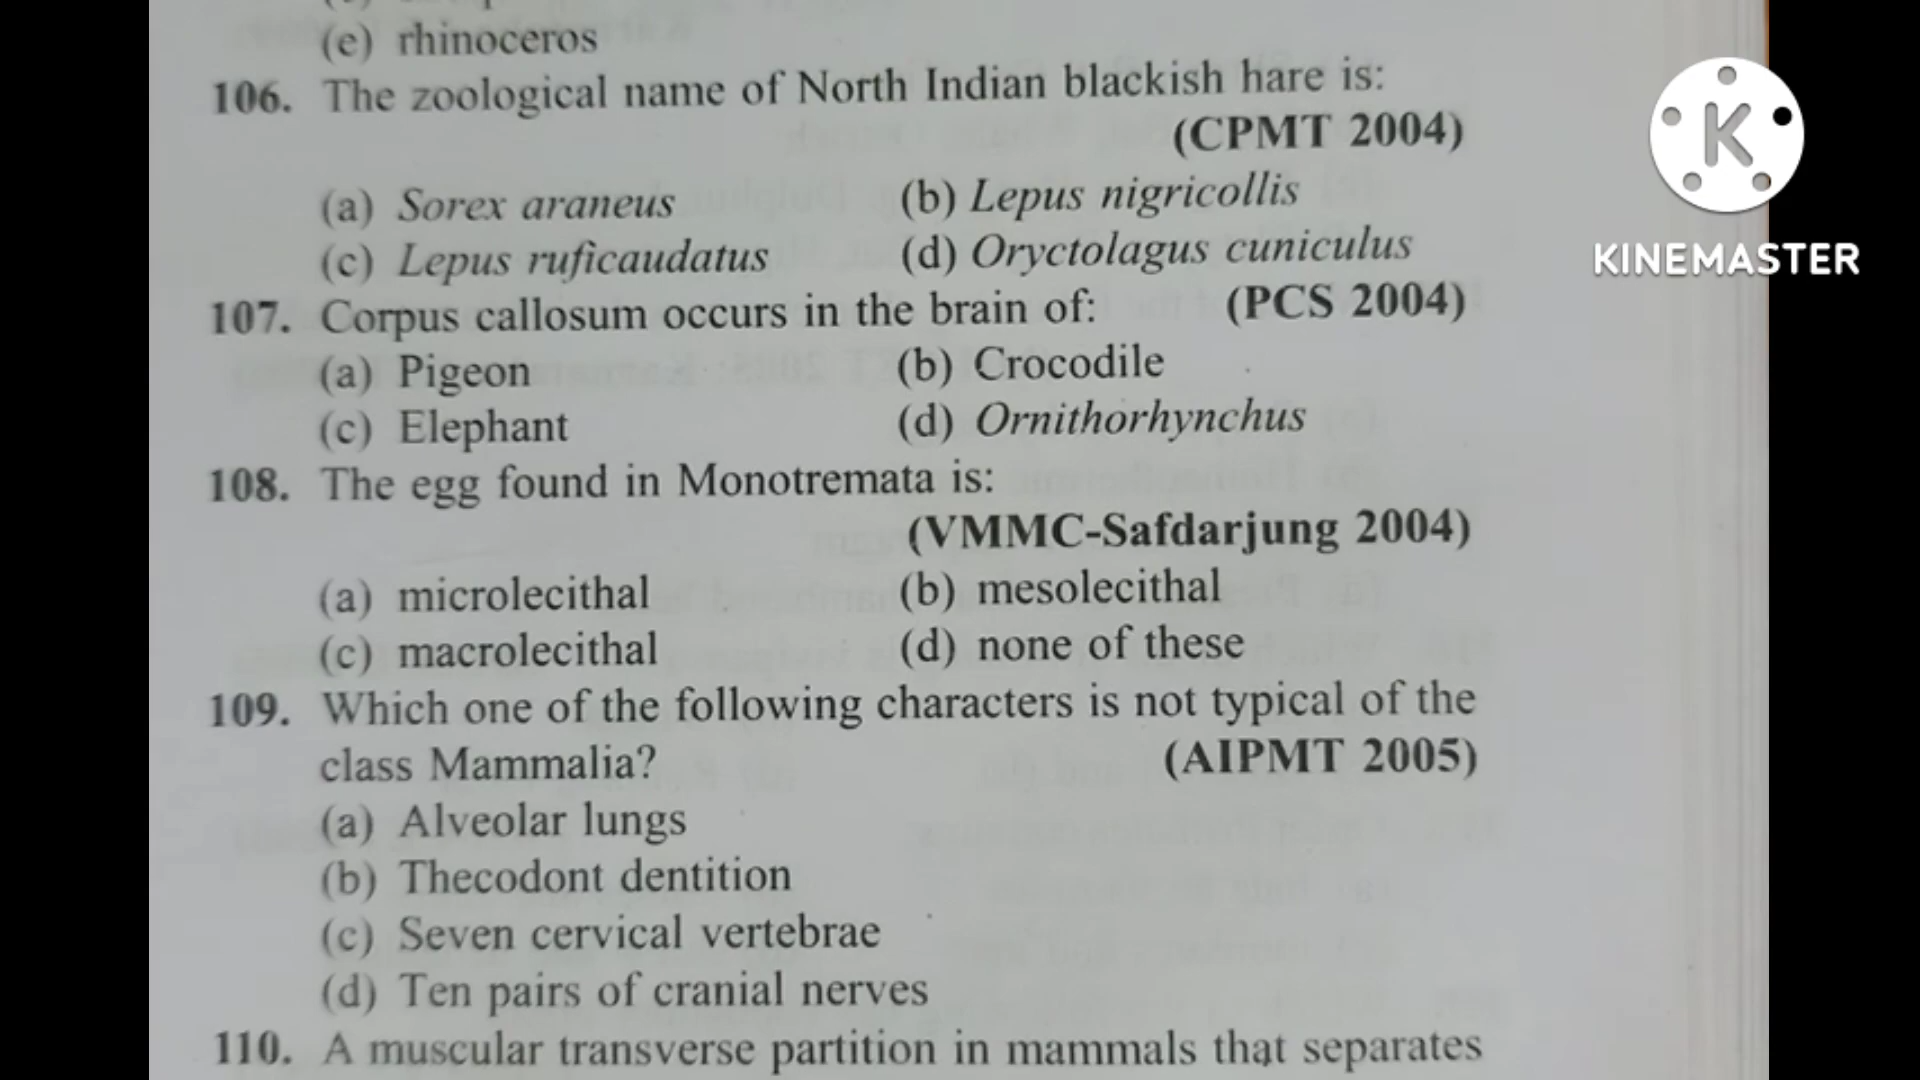 (e) rhinoceros
106. The zoological name of North Indian blackish hare is:
(CPMT 2004)
(a) Sorex araneus (b) Lepus nigricollis
(c) Lepus ruficaudatus (d) Oryctolagus cuniculus
107. Corpus callosum occurs in the brain of: (PCS 2004)
(a) Pigeon (b) Crocodile
(c) Elephant (d) Ornithorhynchus
108. The egg found in Monotremata is:
(VMMC-Safdarjung 2004)
(a) microlecithal (b) mesolecithal
(c) macrolecithal (d) none of these
109. Which one of the following characters is not typical of the
class Mammalia? (AIPMT 2005)
(a) Alveolar lungs
(b) Thecodont dentition
(c) Seven cervical vertebrae
(d) Ten pairs of cranial nerves
110. A muscular transverse partition in mammals that separates
K
KINEMASTER